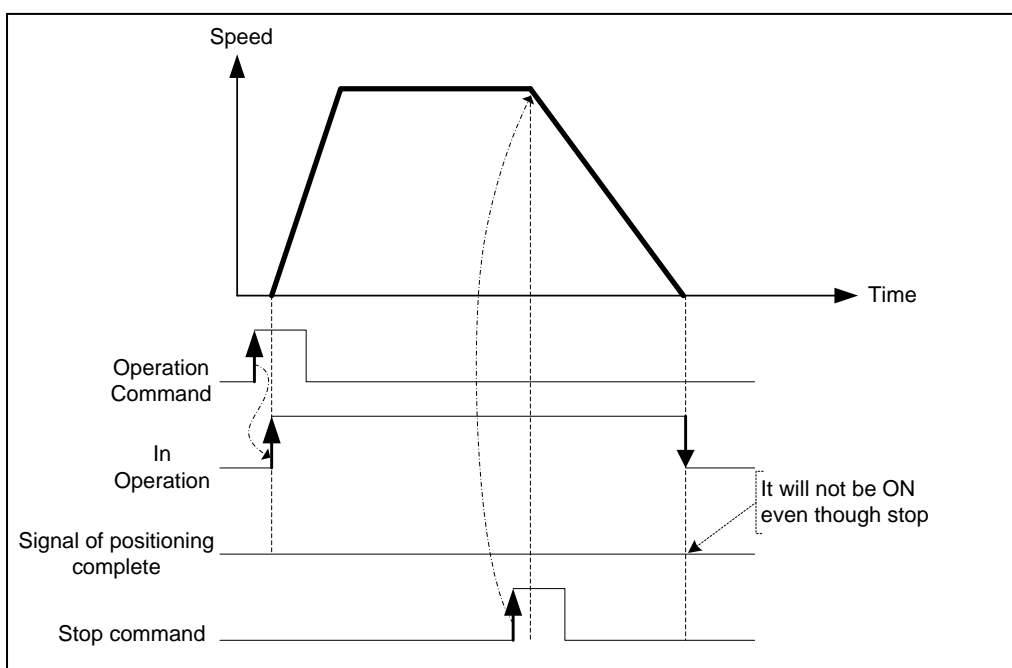 Speed
Time
Operation
Command
In
Operation
It will not be ON
even though stop
Signal of positioning
complete
Stop command